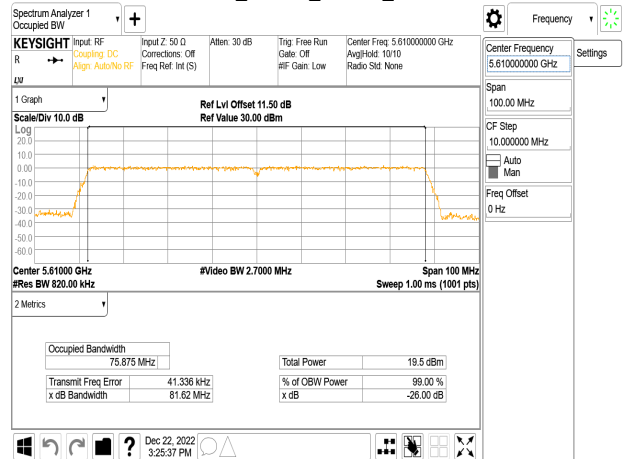 Spectrum Analyzer 1
Occupied BW
+
Frequency
KEYSIGHT
Input: RF
Coupling: DC
Align: Auto/No RF
Input Z: 50 Ω
Corrections: Off
Freq Ref: Int (S)
Atten: 30 dB
Trig: Free Run
Gate: Off
#IF Gain: Low
Center Freq: 5.610000000 GHz
Avg|Hold: 10/10
Radio Std: None
R
LXI
Center Frequency
5.610000000 GHz
Settings
Span
100.00 MHz
CF Step
10.000000 MHz
Auto
Man
Freq Offset
0 Hz
1 Graph
Ref Lvl Offset 11.50 dB
Scale/Div 10.0 dB
Ref Value 30.00 dBm
Log
20.0
10.0
0.00
-10.0
-20.0
-30.0
-40.0
-50.0
-60.0
Center 5.61000 GHz
#Video BW 2.7000 MHz
Span 100 MHz
#Res BW 820.00 kHz
Sweep 1.00 ms (1001 pts)
2 Metrics
Occupied Bandwidth
75.875 MHz
Total Power 19.5 dBm
Transmit Freq Error 41.336 kHz
% of OBW Power 99.00 %
x dB Bandwidth 81.62 MHz
x dB -26.00 dB
?
Dec 22, 2022
3:25:37 PM